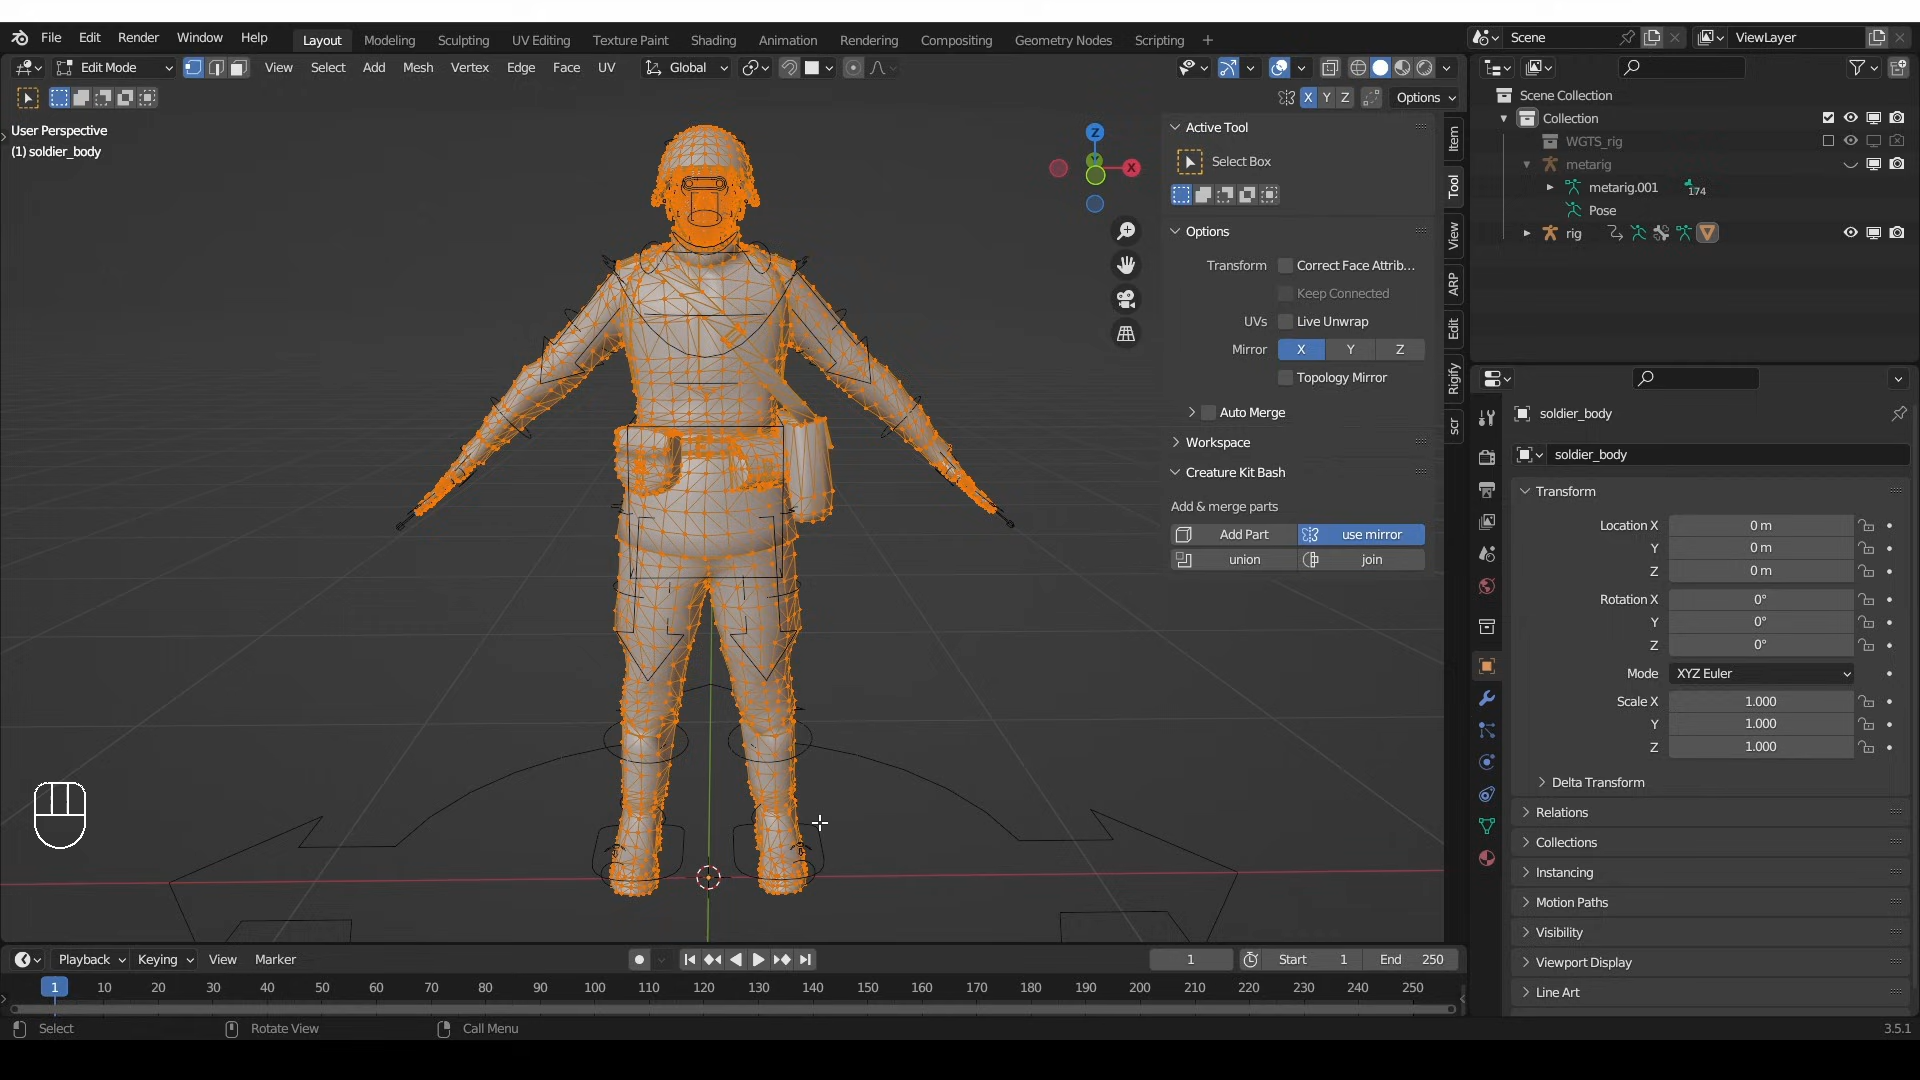 File Edit Render Window Help Layout Modeling Sculpting UV Editing Texture Paint Shading Animation Rendering Compositing Geometry Nodes Scripting + Scene ViewLayer
Edit Mode View Select Add Mesh Vertex Edge Face UV Global
X Y Z Options
User Perspective
(1) soldier_body
Z
X
Y
Active Tool
Select Box
Options
Transform Correct Face Attrib...
Keep Connected
UVs Live Unwrap
Mirror X Y Z
Topology Mirror
Auto Merge
Workspace
Creature Kit Bash
Add & merge parts
Add Part use mirror
union join
Item
Tool
View
ARP
Edit
Rigify
scr
Scene Collection
Collection
WGTS_rig
metarig
metarig.001 174
Pose
rig
soldier_body
soldier_body
Transform
Location X 0 m
Y 0 m
Z 0 m
Rotation X 0°
Y 0°
Z 0°
Mode XYZ Euler
Scale X 1.000
Y 1.000
Z 1.000
Delta Transform
Relations
Collections
Instancing
Motion Paths
Visibility
Viewport Display
Line Art
Playback Keying View Marker 1 Start 1 End 250
1 10 20 30 40 50 60 70 80 90 100 110 120 130 140 150 160 170 180 190 200 210 220 230 240 250
Select Rotate View Call Menu 3.5.1